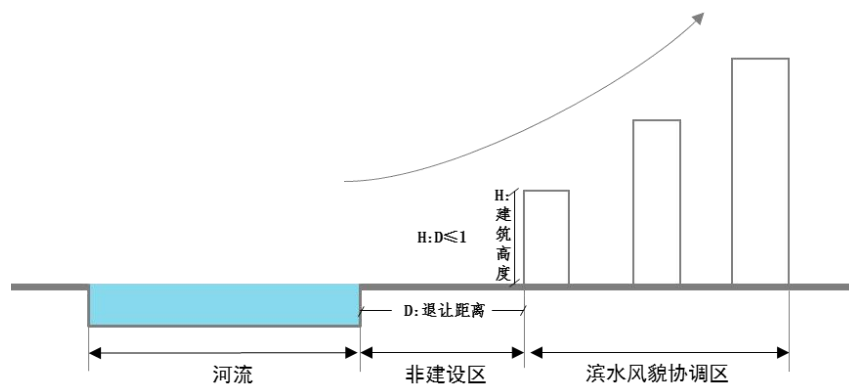 H:建筑高度
H:D≤1
D:退让距离
河流
非建设区
滨水风貌协调区